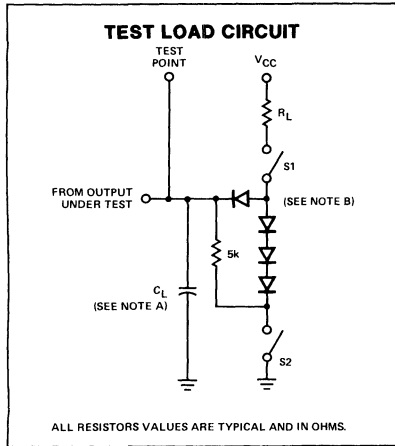 TEST LOAD CIRCUIT
TEST
POINT
VCC
RL
S1
FROM OUTPUT
UNDER TEST
(SEE NOTE B)
5k
CL
(SEE NOTE A)
S2
ALL RESISTORS VALUES ARE TYPICAL AND IN OHMS.